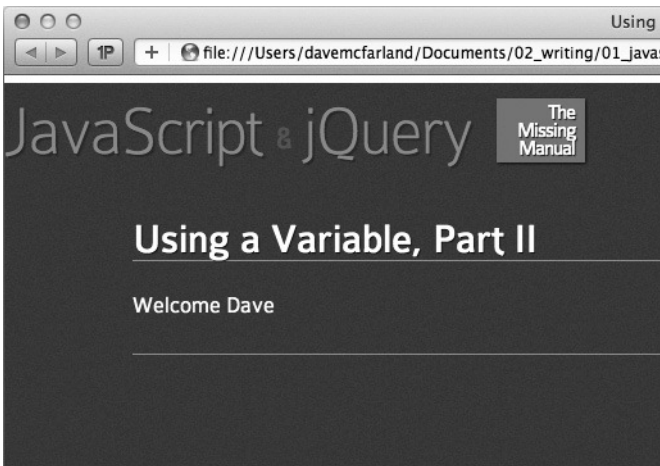 Using
1P
+
file:///Users/davemcfarland/Documents/02_writing/01_javas
JavaScript & jQuery
The
Missing
Manual
Using a Variable, Part II
Welcome Dave